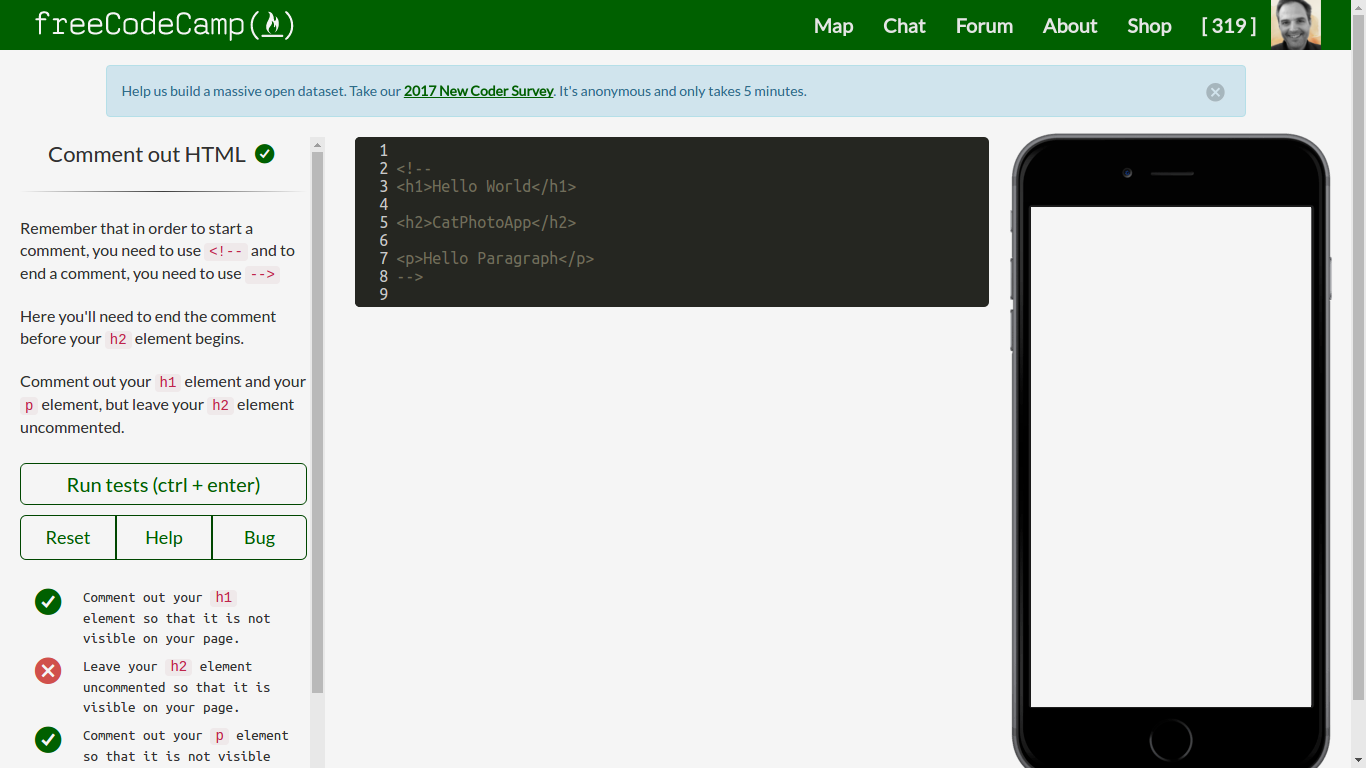 freeCodeCamp(🔥)
Map Chat Forum About Shop [ 319 ]
Help us build a massive open dataset. Take our 2017 New Coder Survey. It's anonymous and only takes 5 minutes.
Comment out HTML
Remember that in order to start a
comment, you need to use <!-- and to
end a comment, you need to use -->
Here you'll need to end the comment
before your h2 element begins.
Comment out your h1 element and your
p element, but leave your h2 element
uncommented.
Run tests (ctrl + enter)
Reset Help Bug
Comment out your h1
element so that it is not
visible on your page.
Leave your h2 element
uncommented so that it is
visible on your page.
Comment out your p element
so that it is not visible
1
2 <!--
3 <h1>Hello World</h1>
4
5 <h2>CatPhotoApp</h2>
6
7 <p>Hello Paragraph</p>
8 -->
9